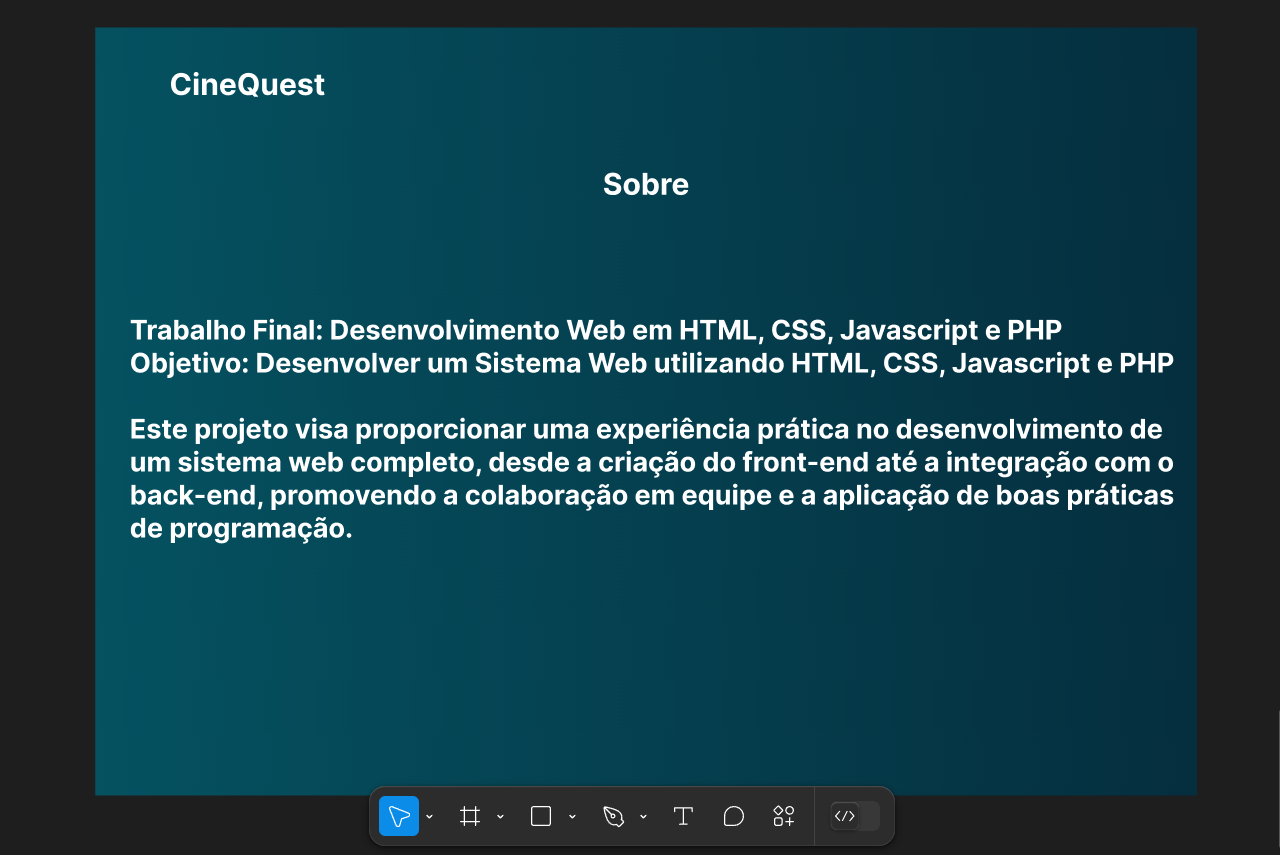 CineQuest
Sobre
Trabalho Final: Desenvolvimento Web em HTML, CSS, Javascript e PHP
Objetivo: Desenvolver um Sistema Web utilizando HTML, CSS, Javascript e PHP
Este projeto visa proporcionar uma experiência prática no desenvolvimento de
um sistema web completo, desde a criação do front-end até a integração com o
back-end, promovendo a colaboração em equipe e a aplicação de boas práticas
de programação.